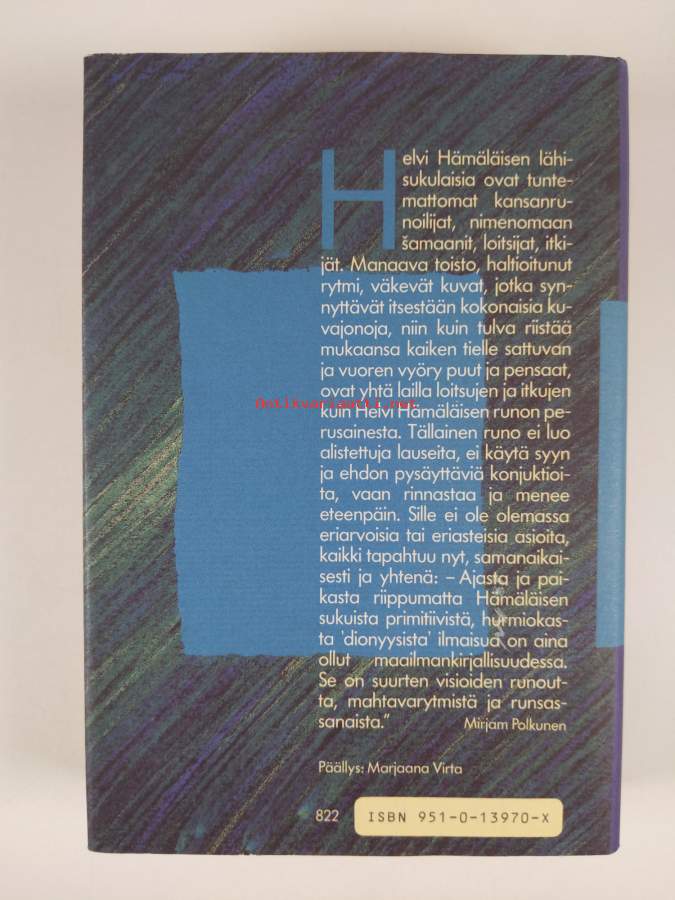 Helvi Hämäläisen lähi-
sukulaisia ovat tunte-
mattomat kansanru-
noilijat, nimenomaan
šamaanit, loitsijat, itki-
jät. Manaava toisto, haltioitunut
rytmi, väkevät kuvat, jotka syn-
nyttävät itsestään kokonaisia ku-
vajonoja, niin kuin tulva riistää
mukaansa kaiken tielle sattuvan
ja vuoren vyöry puut ja pensaat,
ovat yhtä lailla loitsujen ja itkujen
Antikvariaatti.net
kuin Helvi Hämäläisen runon pe-
rusainesta. Tällainen runo ei luo
alistettuja lauseita, ei käytä syyn
ja ehdon pysäyttäviä konjuktioi-
ta, vaan rinnastaa ja menee
eteenpäin. Sille ei ole olemassa
eriarvoisia tai eriasteisia asioita,
kaikki tapahtuu nyt, samanaikai-
sesti ja yhtenä: – Ajasta ja pai-
kasta riippumatta Hämäläisen
sukuista primitiivistä, hurmiokas-
ta 'dionyysista' ilmaisua on aina
ollut maailmankirjallisuudessa.
Se on suurten visioiden runout-
ta, mahtavarytmistä ja runsas-
sanaista.” Mirjam Polkunen
Päällys: Marjaana Virta
822 ISBN 951-0-13970-X